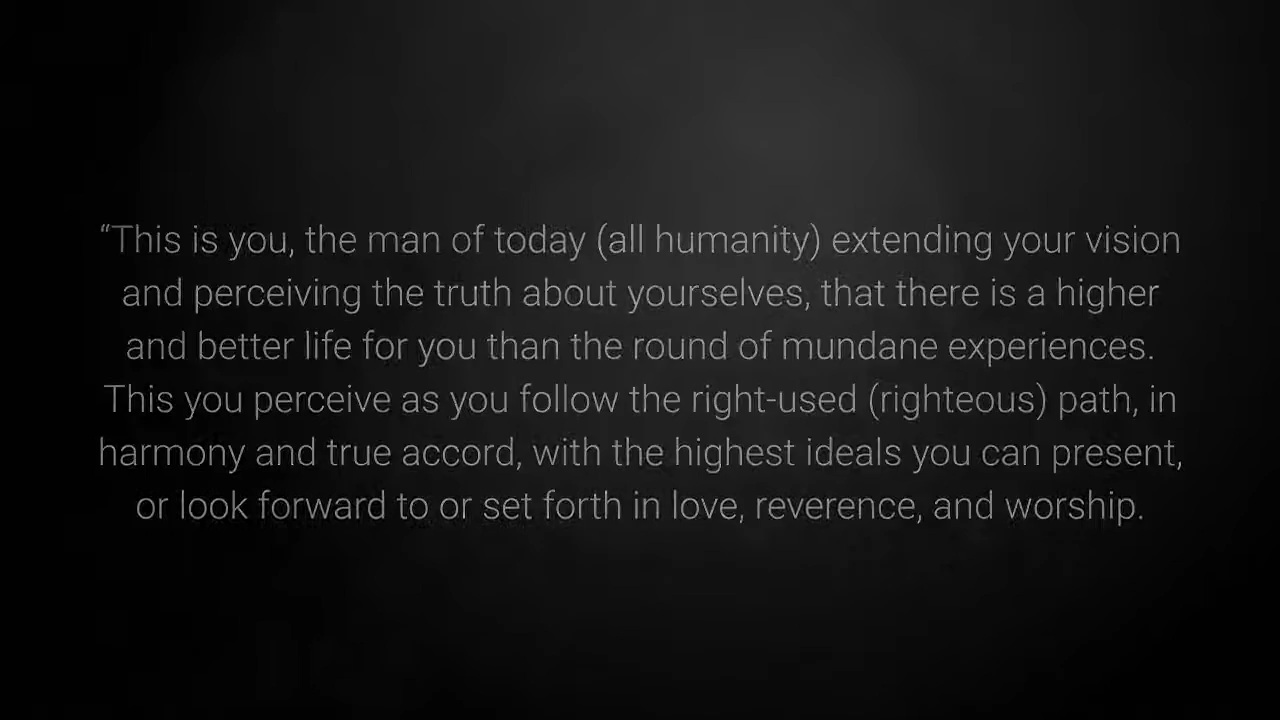 “This is you, the man of today (all humanity) extending your vision
and perceiving the truth about yourselves, that there is a higher
and better life for you than the round of mundane experiences.
This you perceive as you follow the right-used (righteous) path, in
harmony and true accord, with the highest ideals you can present,
or look forward to or set forth in love, reverence, and worship.